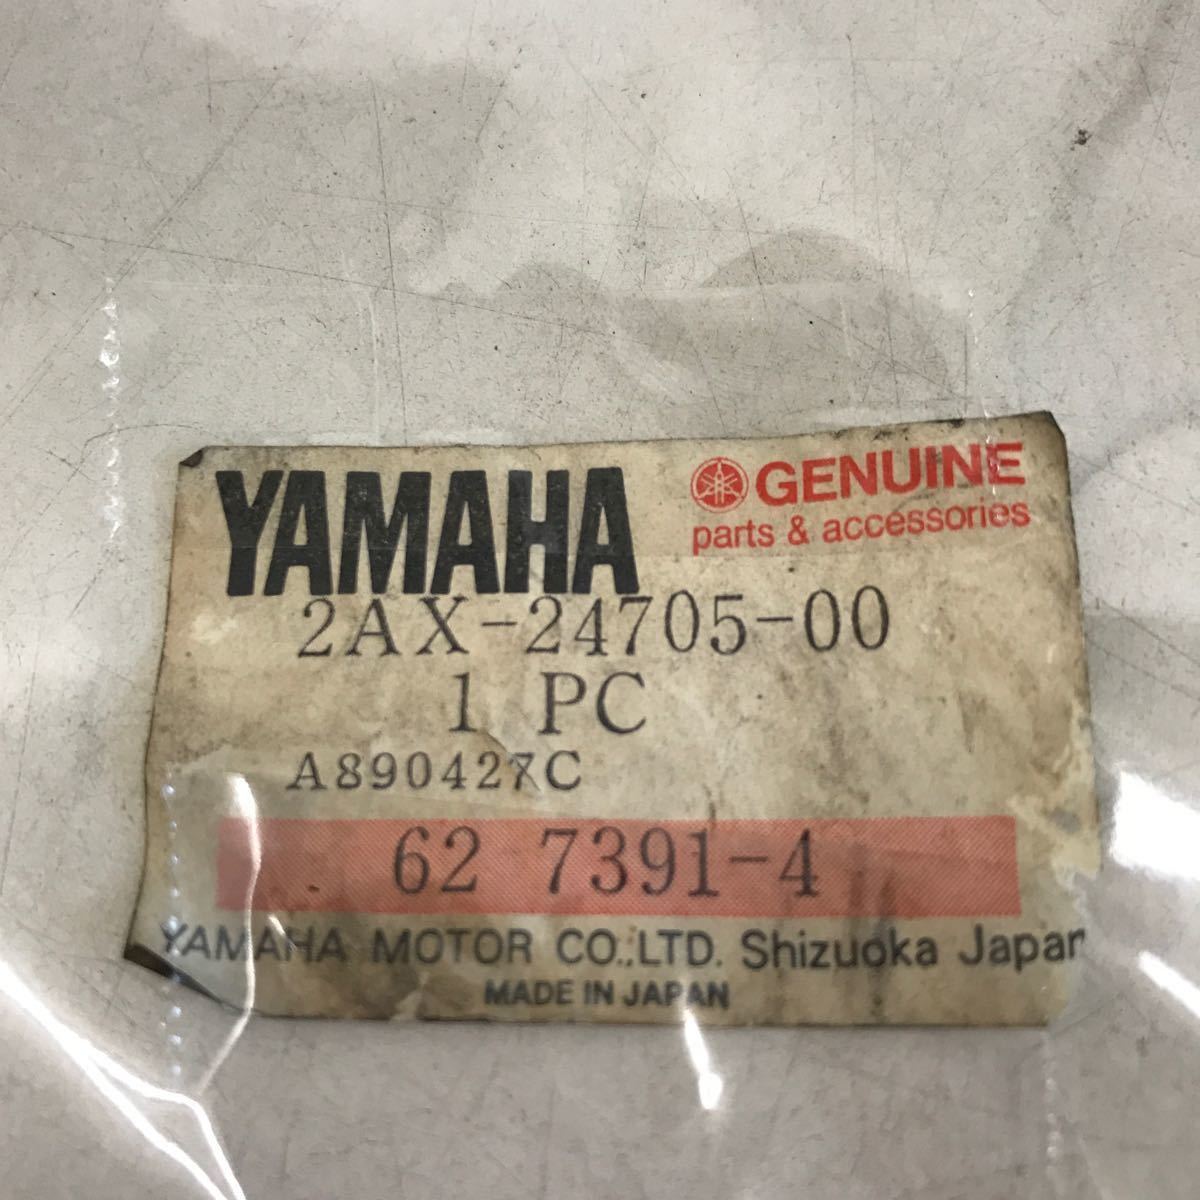 YAMAHA GENUINE
parts & accessories
2AX-24705-00
1 PC
A890427C
62 7391-4
YAMAHA MOTOR CO.,LTD. Shizuoka Japan
MADE IN JAPAN